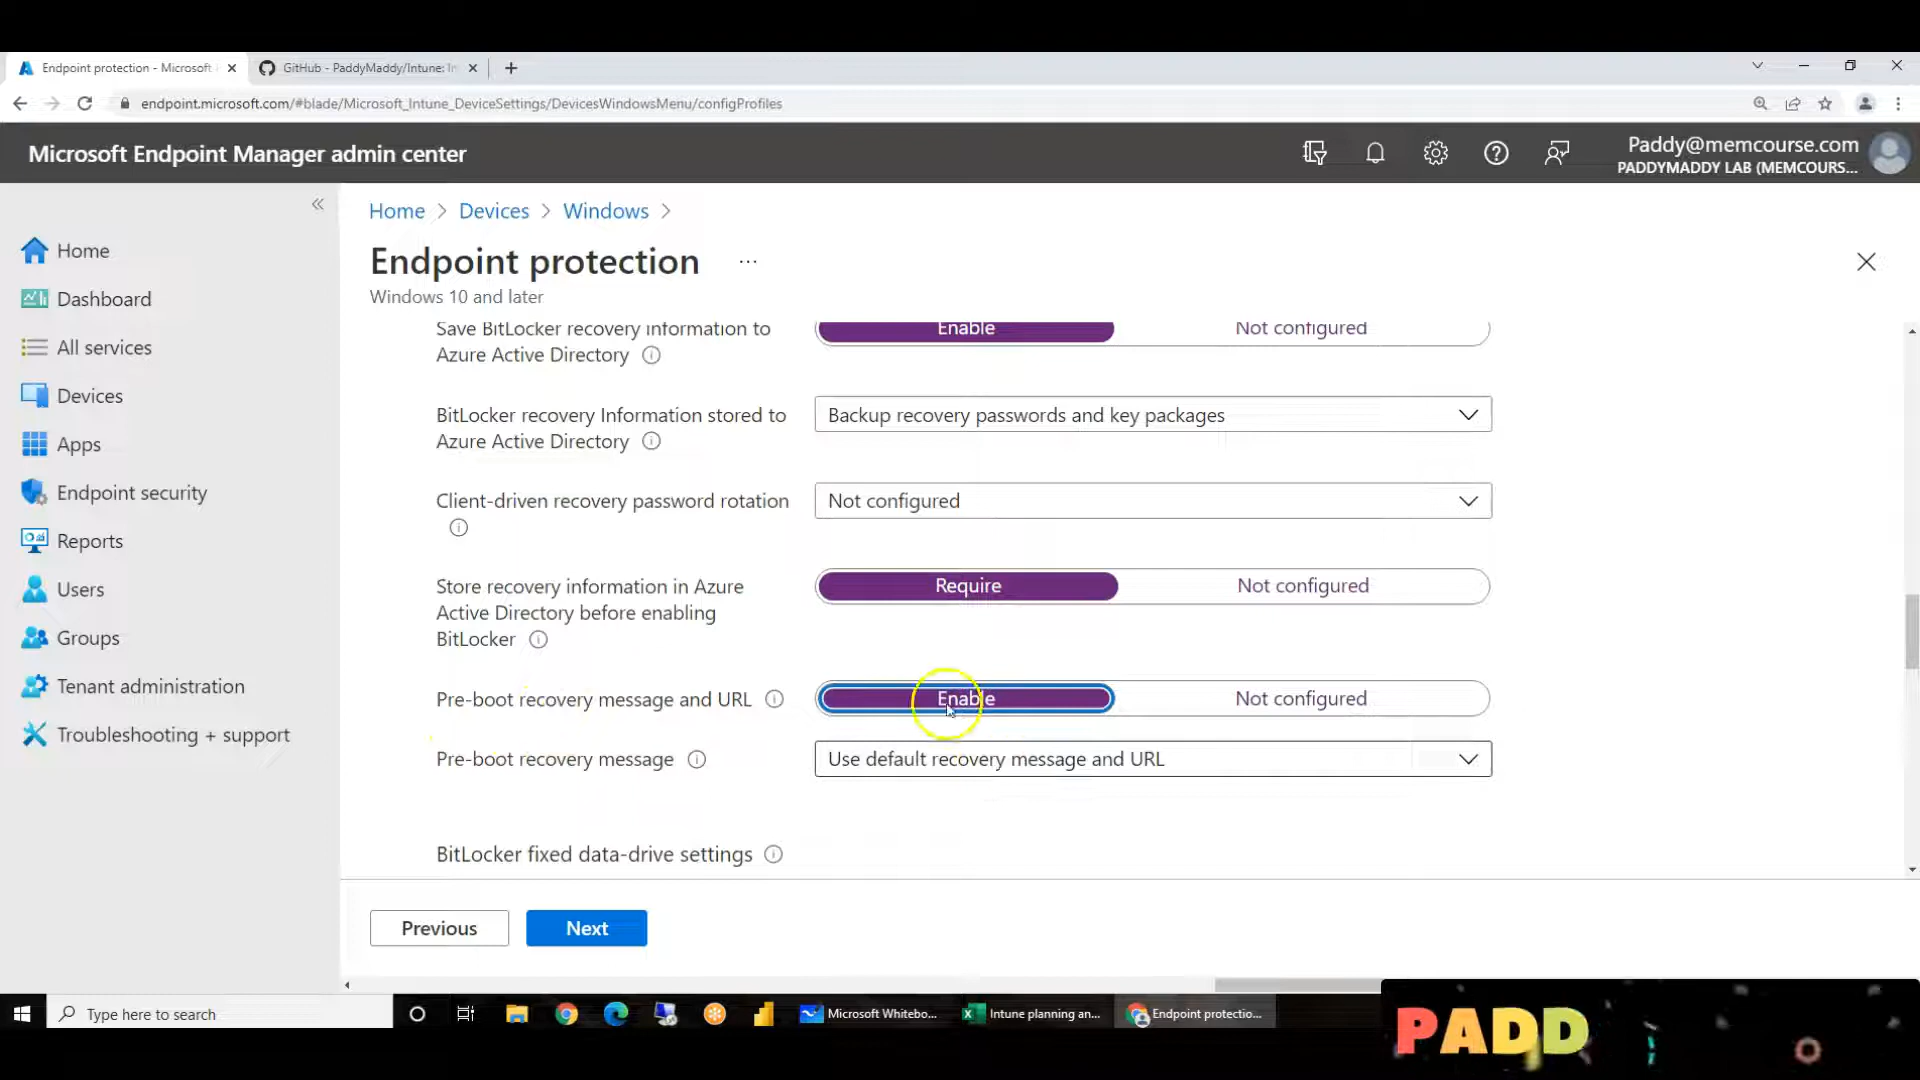 Endpoint protection - Microsoft
GitHub - PaddyMaddy/Intune: In
endpoint.microsoft.com/#blade/Microsoft_Intune_DeviceSettings/DevicesWindowsMenu/configProfiles
Microsoft Endpoint Manager admin center
Paddy@memcourse.com
PADDYMADDY LAB (MEMCOURS...
Home
Dashboard
All services
Devices
Apps
Endpoint security
Reports
Users
Groups
Tenant administration
Troubleshooting + support
Home > Devices > Windows >
Endpoint protection ...
Windows 10 and later
Save BitLocker recovery information to
Azure Active Directory
Enable Not configured
BitLocker recovery Information stored to
Azure Active Directory
Backup recovery passwords and key packages
Client-driven recovery password rotation
Not configured
Store recovery information in Azure
Active Directory before enabling
BitLocker
Require Not configured
Pre-boot recovery message and URL
Enable Not configured
Pre-boot recovery message
Use default recovery message and URL
BitLocker fixed data-drive settings
Previous Next
Type here to search
Microsoft Whitebo...
Intune planning an...
Endpoint protectio...
PADD